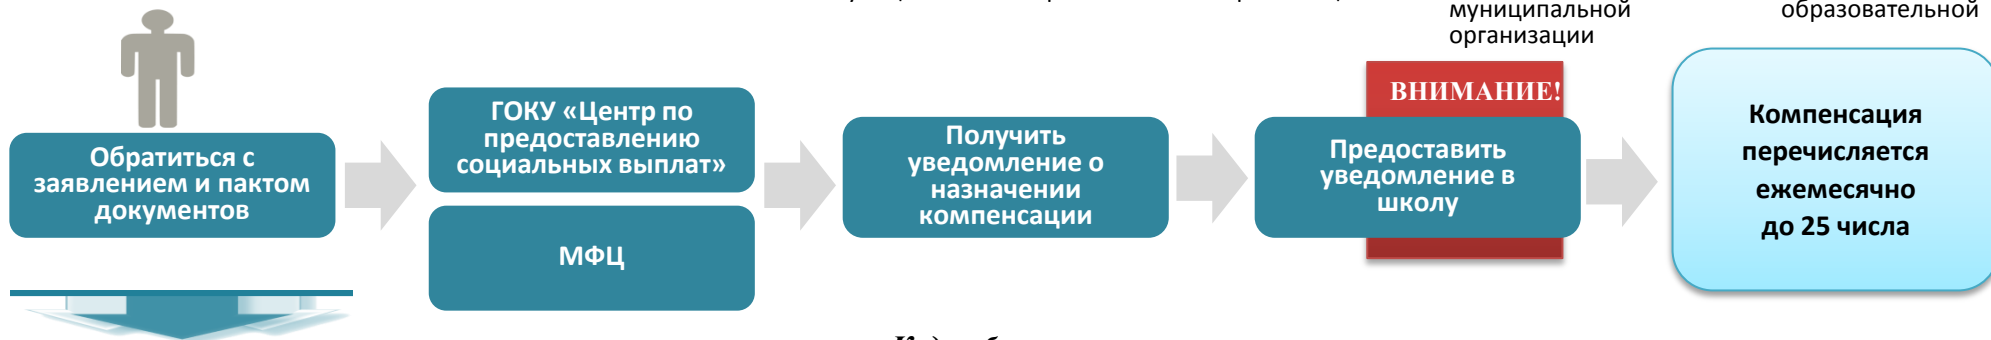 муниципальной образовательной
организации
ВНИМАНИЕ!
Обратиться с
заявлением и пактом
документов
ГОКУ «Центр по
предоставлению
социальных выплат»
МФЦ
Получить
уведомление о
назначении
компенсации
Предоставить
уведомление в
школу
Компенсация
перечисляется
ежемесячно
до 25 числа